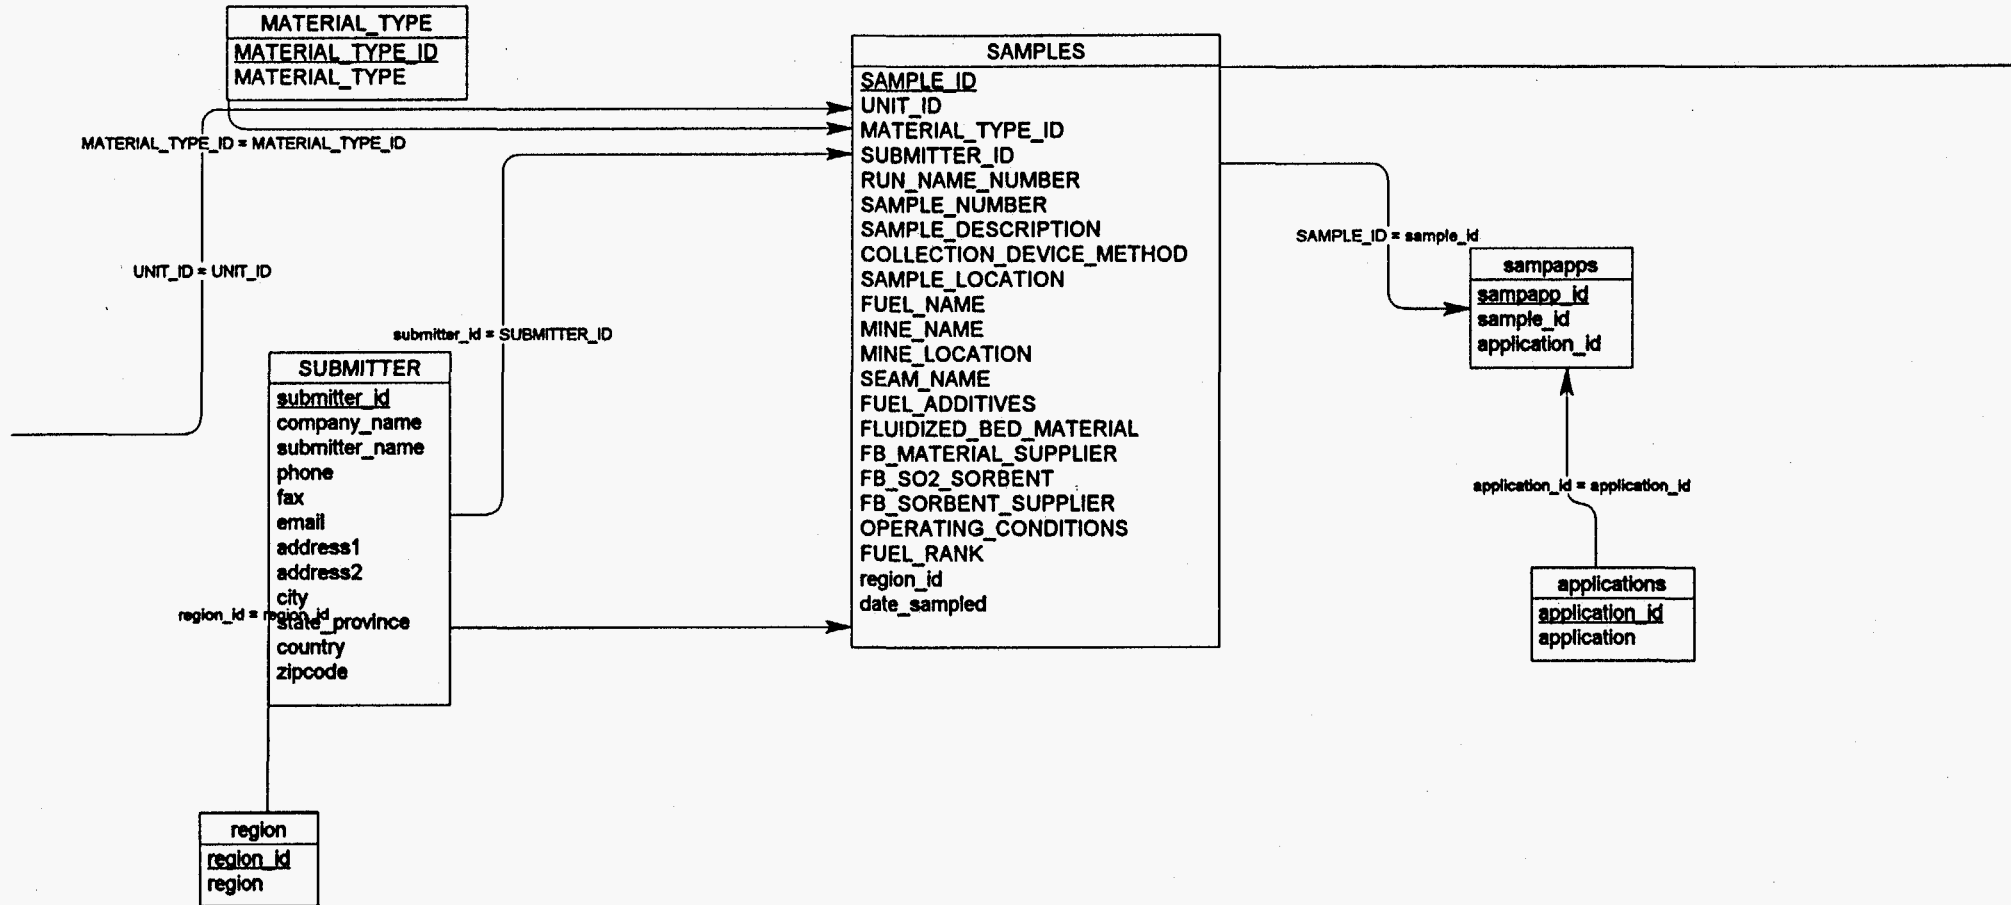 MATERIAL_TYPE
MATERIAL_TYPE_ID
MATERIAL_TYPE
MATERIAL_TYPE_ID = MATERIAL_TYPE_ID
UNIT_ID = UNIT_ID
submitter_id = SUBMITTER_ID
SUBMITTER
submitter_id
company_name
submitter_name
phone
fax
email
address1
address2
city
region_id = region_id
state_province
country
zipcode
region
region_id
region
SAMPLES
SAMPLE_ID
UNIT_ID
MATERIAL_TYPE_ID
SUBMITTER_ID
RUN_NAME_NUMBER
SAMPLE_NUMBER
SAMPLE_DESCRIPTION
COLLECTION_DEVICE_METHOD
SAMPLE_LOCATION
FUEL_NAME
MINE_NAME
MINE_LOCATION
SEAM_NAME
FUEL_ADDITIVES
FLUIDIZED_BED_MATERIAL
FB_MATERIAL_SUPPLIER
FB_SO2_SORBENT
FB_SORBENT_SUPPLIER
OPERATING_CONDITIONS
FUEL_RANK
region_id
date_sampled
SAMPLE_ID = sample_id
sampapps
sampapp_id
sample_id
application_id
application_id = application_id
applications
application_id
application